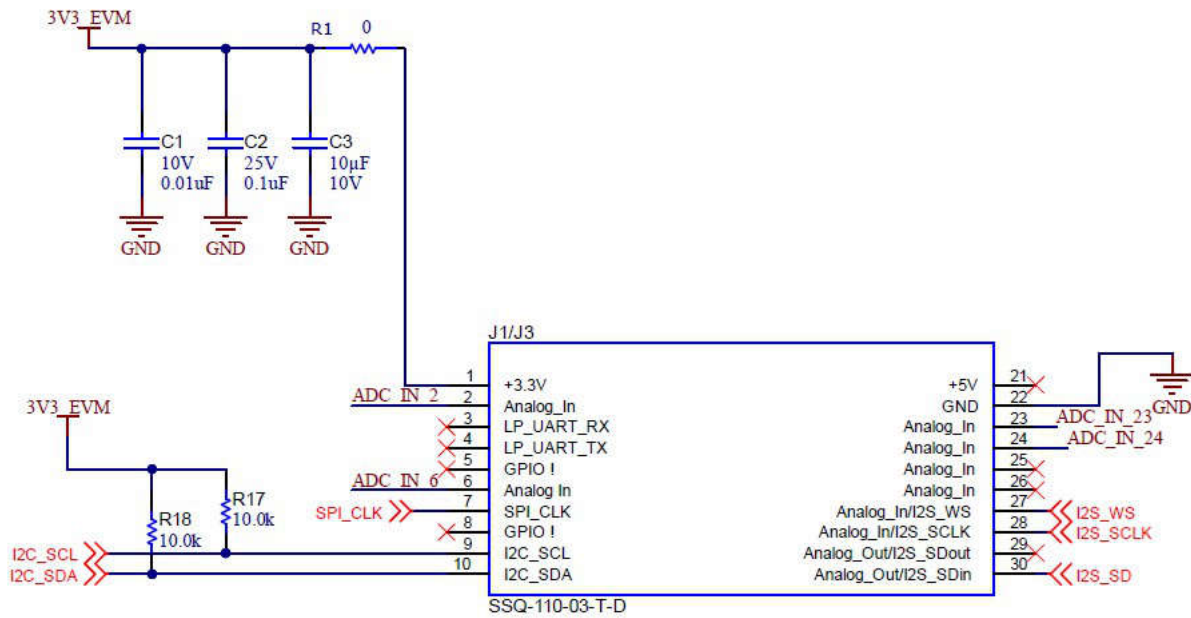 3V3_EVM
R1 0
C1
10V
0.01uF
C2
25V
0.1uF
C3
10µF
10V
GND
GND
GND
J1/J3
1 +3.3V
ADC_IN_2 2 Analog_In
3 LP_UART_RX
4 LP_UART_TX
5 GPIO !
ADC_IN_6 6 Analog In
SPI_CLK 7 SPI_CLK
8 GPIO !
I2C_SCL 9 I2C_SCL
I2C_SDA 10 I2C_SDA
3V3_EVM
R17
10.0k
R18
10.0k
+5V 21
GND 22
GND
Analog_In 23 ADC_IN_23
Analog_In 24 ADC_IN_24
Analog_In 25
Analog_In 26
Analog_In/I2S_WS 27 I2S_WS
Analog_In/I2S_SCLK 28 I2S_SCLK
Analog_Out/I2S_SDout 29
Analog_Out/I2S_SDin 30 I2S_SD
SSQ-110-03-T-D